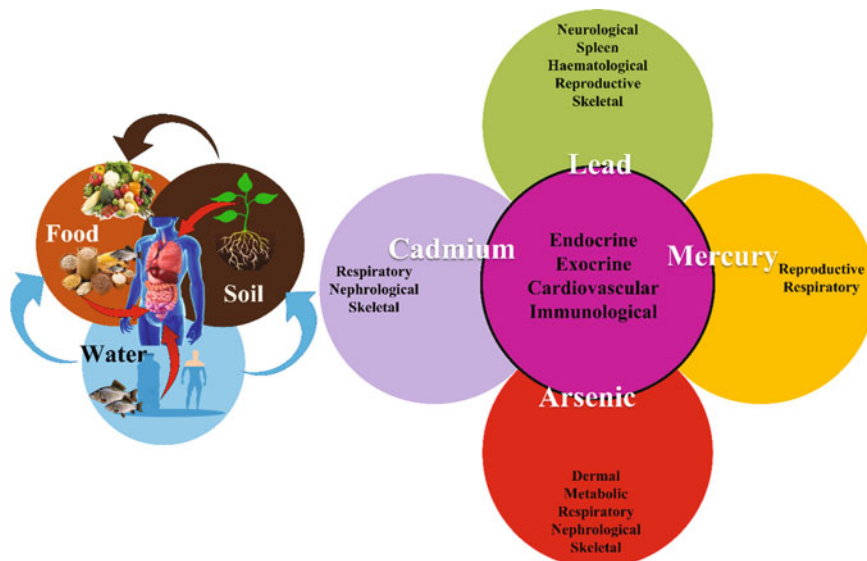 Food
Soil
Water
Neurological
Spleen
Haematological
Reproductive
Skeletal
Lead
Cadmium
Respiratory
Nephrological
Skeletal
Endocrine
Exocrine
Cardiovascular
Immunological
Mercury
Reproductive
Respiratory
Arsenic
Dermal
Metabolic
Respiratory
Nephrological
Skeletal